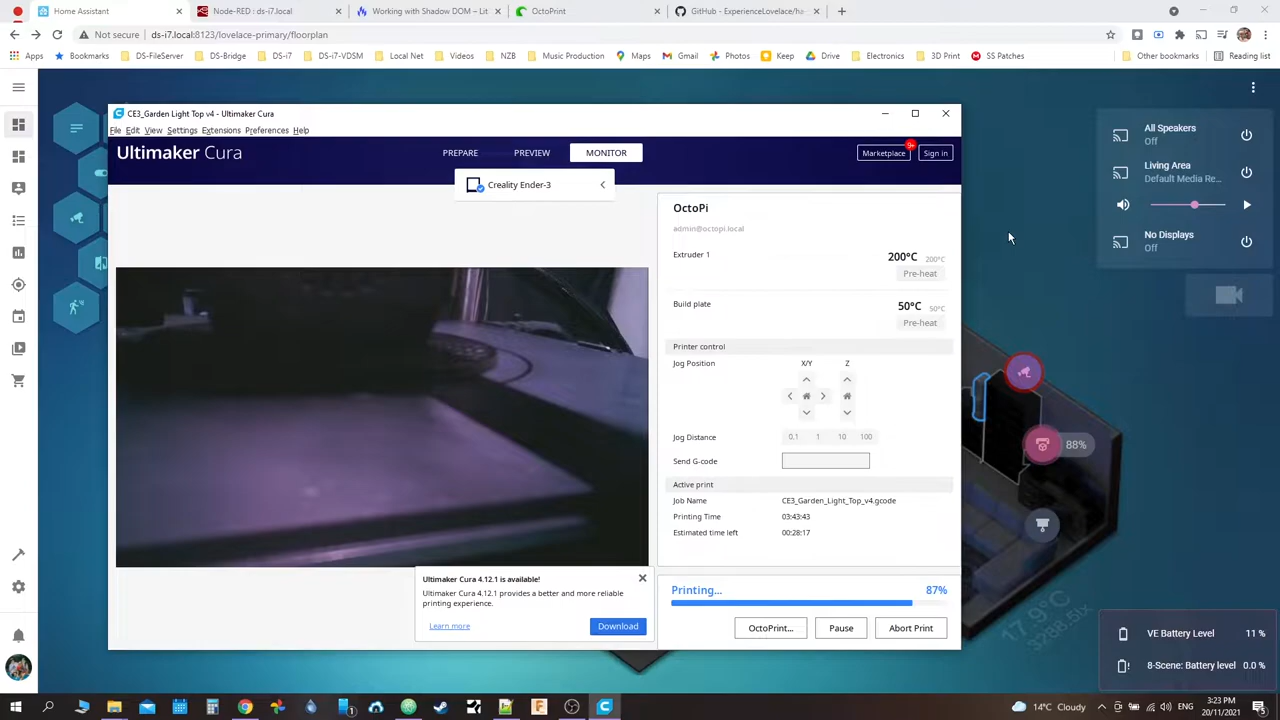 Home Assistant
Node-RED : ds-i7.local
Working with Shadow DOM – L
OctoPrint
GitHub - ExperienceLovelace/ha
Not secure
ds-i7.local:8123/lovelace-primary/floorplan
Apps
Bookmarks
DS-FileServer
DS-Bridge
DS-i7
DS-i7-VDSM
Local Net
Videos
NZB
Music Production
Maps
Gmail
Photos
Keep
Drive
Electronics
3D Print
SS Patches
Other bookmarks
Reading list
CE3_Garden Light Top v4 - Ultimaker Cura
File Edit View Settings Extensions Preferences Help
Ultimaker Cura
PREPARE
PREVIEW
MONITOR
Marketplace
9+
Sign in
Creality Ender-3
OctoPi
admin@octopi.local
Extruder 1
200°C
200°C
Pre-heat
Build plate
50°C
50°C
Pre-heat
Printer control
Jog Position
X/Y
Z
Jog Distance
0.1
1
10
100
Send G-code
Active print
Job Name
CE3_Garden_Light_Top_v4.gcode
Printing Time
03:43:43
Estimated time left
00:28:17
Printing...
87%
OctoPrint...
Pause
Abort Print
Ultimaker Cura 4.12.1 is available!
Ultimaker Cura 4.12.1 provides a better and more reliable
printing experience.
Learn more
Download
All Speakers
Off
Living Area
Default Media Re...
No Displays
Off
88%
VE Battery Level
11 %
8-Scene: Battery level
0.0 %
14°C Cloudy
ENG
3:23 PM
20/11/2021